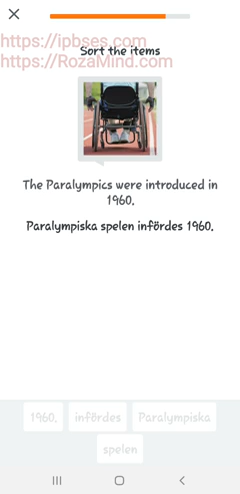 https://ipbses.com
Sort the items
https://RozaMind.com
The Paralympics were introduced in
1960.
Paralympiska spelen infördes 1960.
1960. infördes Paralympiska
spelen